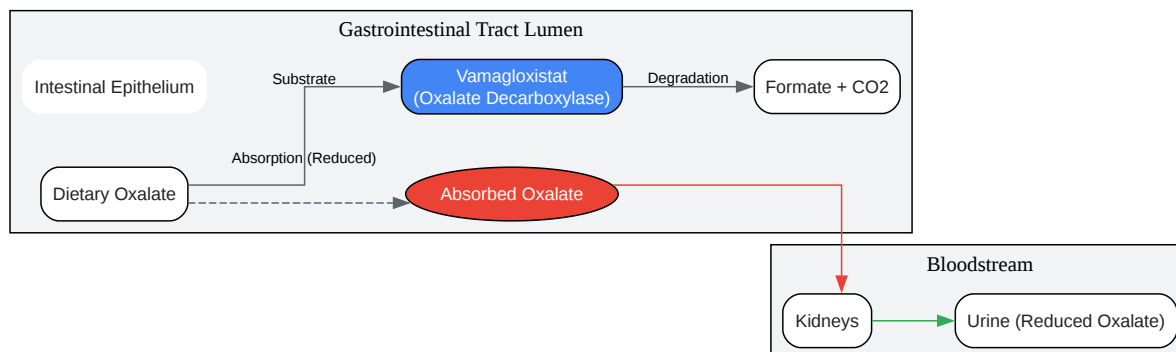 Gastrointestinal Tract Lumen
Intestinal Epithelium
Substrate
Vamagloxistat
(Oxalate Decarboxylase)
Degradation
Formate + CO2
Absorption (Reduced)
Dietary Oxalate
Absorbed Oxalate
Bloodstream
Kidneys
Urine (Reduced Oxalate)